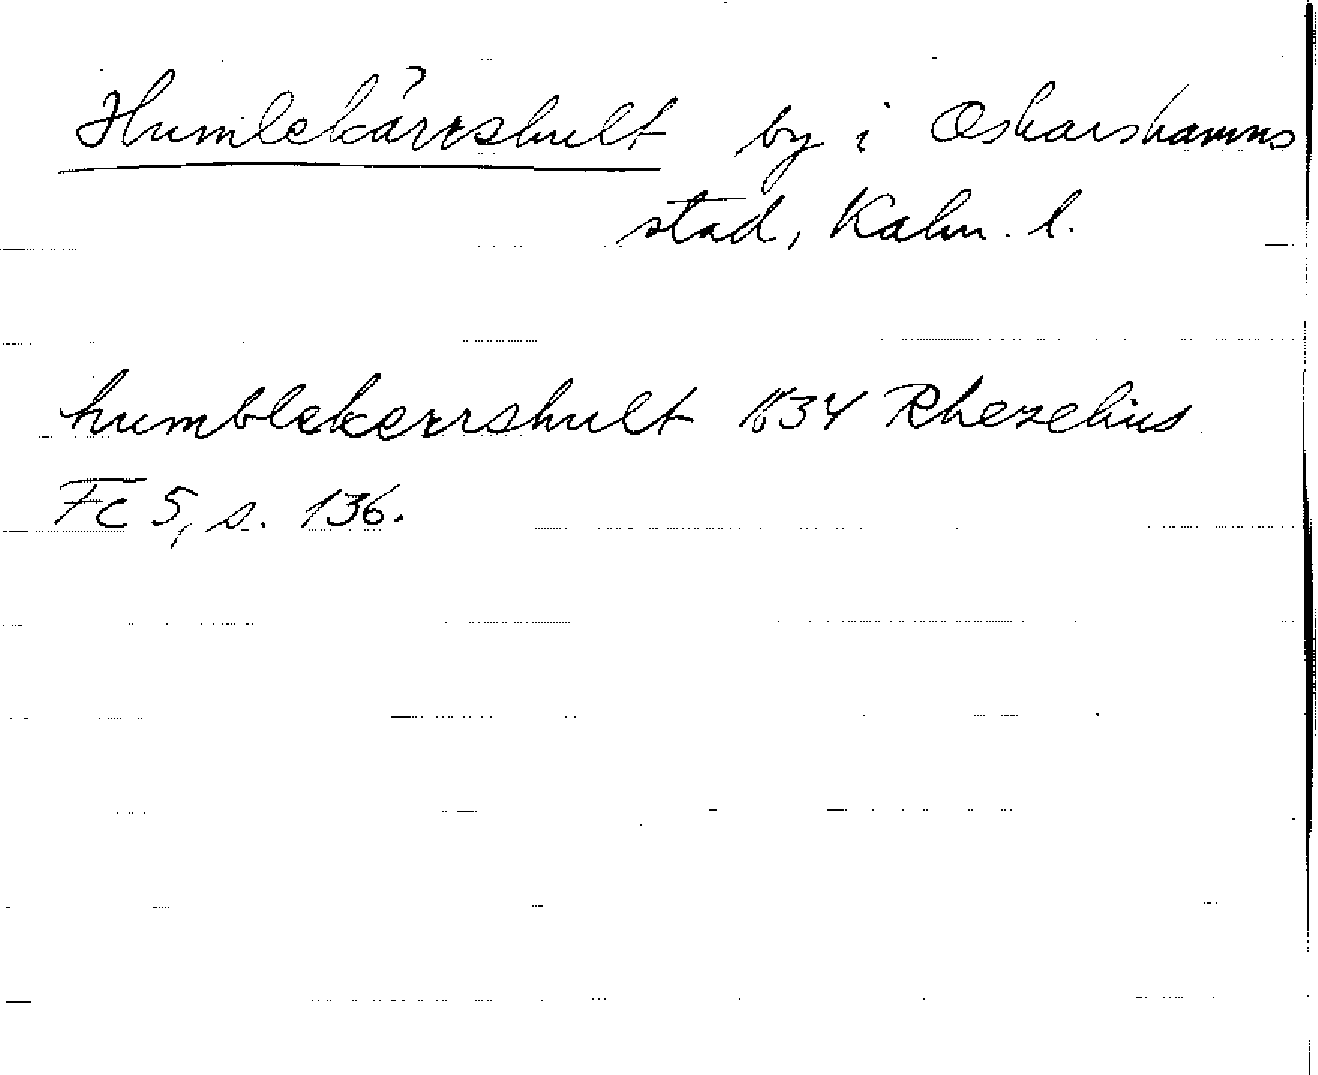 Humlekärrshult by i Oskarshamns
stad, Kalm. l.
humblekerrshult 1634 Rhezelius
Fc 5, s. 136.